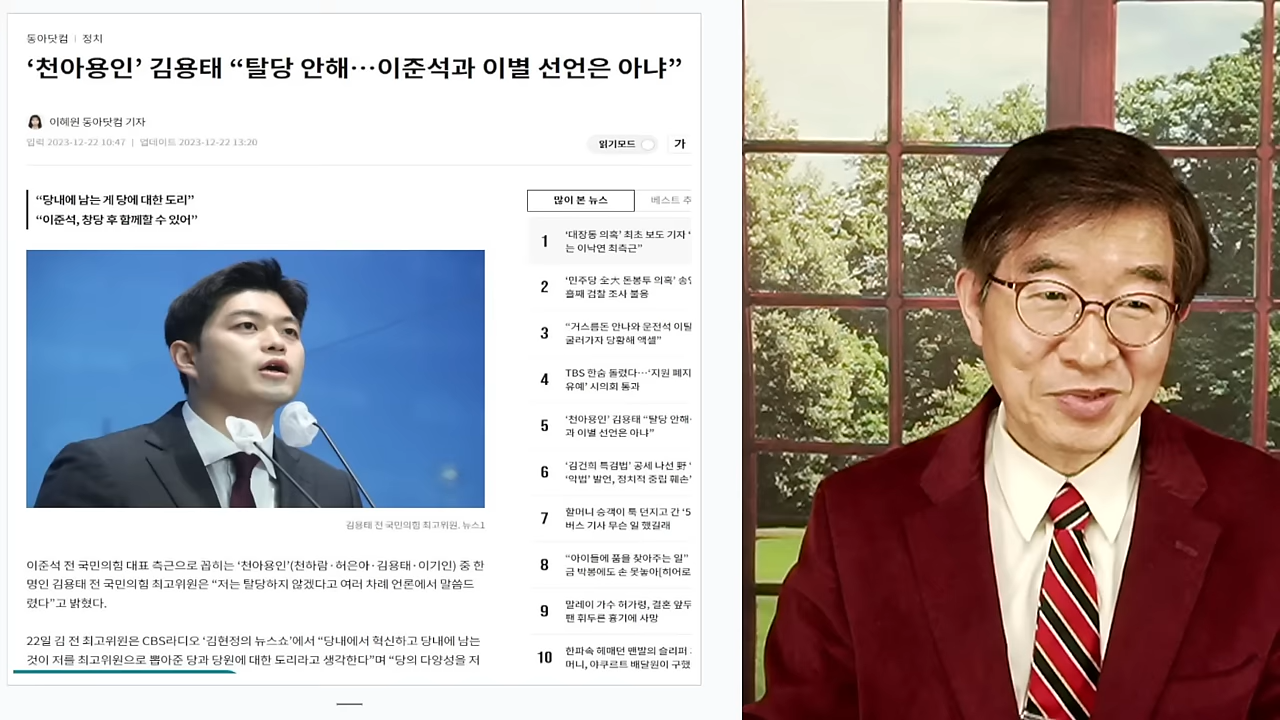 동아닷컴 | 정치
‘천아용인’ 김용태 “탈당 안해…이준석과 이별 선언은 아냐”
이혜원 동아닷컴 기자
입력 2023-12-22 10:47 | 업데이트 2023-12-22 13:20
읽기모드
가
“당내에 남는 게 당에 대한 도리”
“이준석, 창당 후 함께할 수 있어”
김용태 전 국민의힘 최고위원. 뉴스1
이준석 전 국민의힘 대표 측근으로 꼽히는 ‘천아용인’(천하람·허은아·김용태·이기인) 중 한
명인 김용태 전 국민의힘 최고위원은 “저는 탈당하지 않겠다고 여러 차례 언론에서 말씀드
렸다”고 밝혔다.
22일 김 전 최고위원은 CBS라디오 ‘김현정의 뉴스쇼’에서 “당내에서 혁신하고 당내에 남는
것이 저를 최고위원으로 뽑아준 당과 당원에 대한 도리라고 생각한다”며 “당의 다양성을 저
많이 본 뉴스
베스트 추
1
‘대장동 의혹’ 최초 보도 기자 ‘
는 이낙연 최측근”
2
‘민주당 全大 돈봉투 의혹’ 송
흘째 검찰 조사 불응
3
“거스름돈 안나와 운전석 이탈
굴러가자 당황해 액셀”
4
TBS 한숨 돌렸다…‘지원 폐지
유예’ 시의회 통과
5
‘천아용인’ 김용태 “탈당 안해·
과 이별 선언은 아냐”
6
‘김건희 특검법’ 공세 나선 野 ‘
‘악법’ 발언, 정치적 중립 훼손’
7
할머니 승객이 툭 던지고 간 ‘5
버스 기사 무슨 일 했길래
8
“아이들에 품을 찾아주는 일”
금 박봉에도 손 못놓아[히어로
9
말레이 가수 허가령, 결혼 앞두
팬 휘두른 흉기에 사망
10
한파속 헤매던 맨발의 슬리퍼
머니, 야쿠르트 배달원이 구했